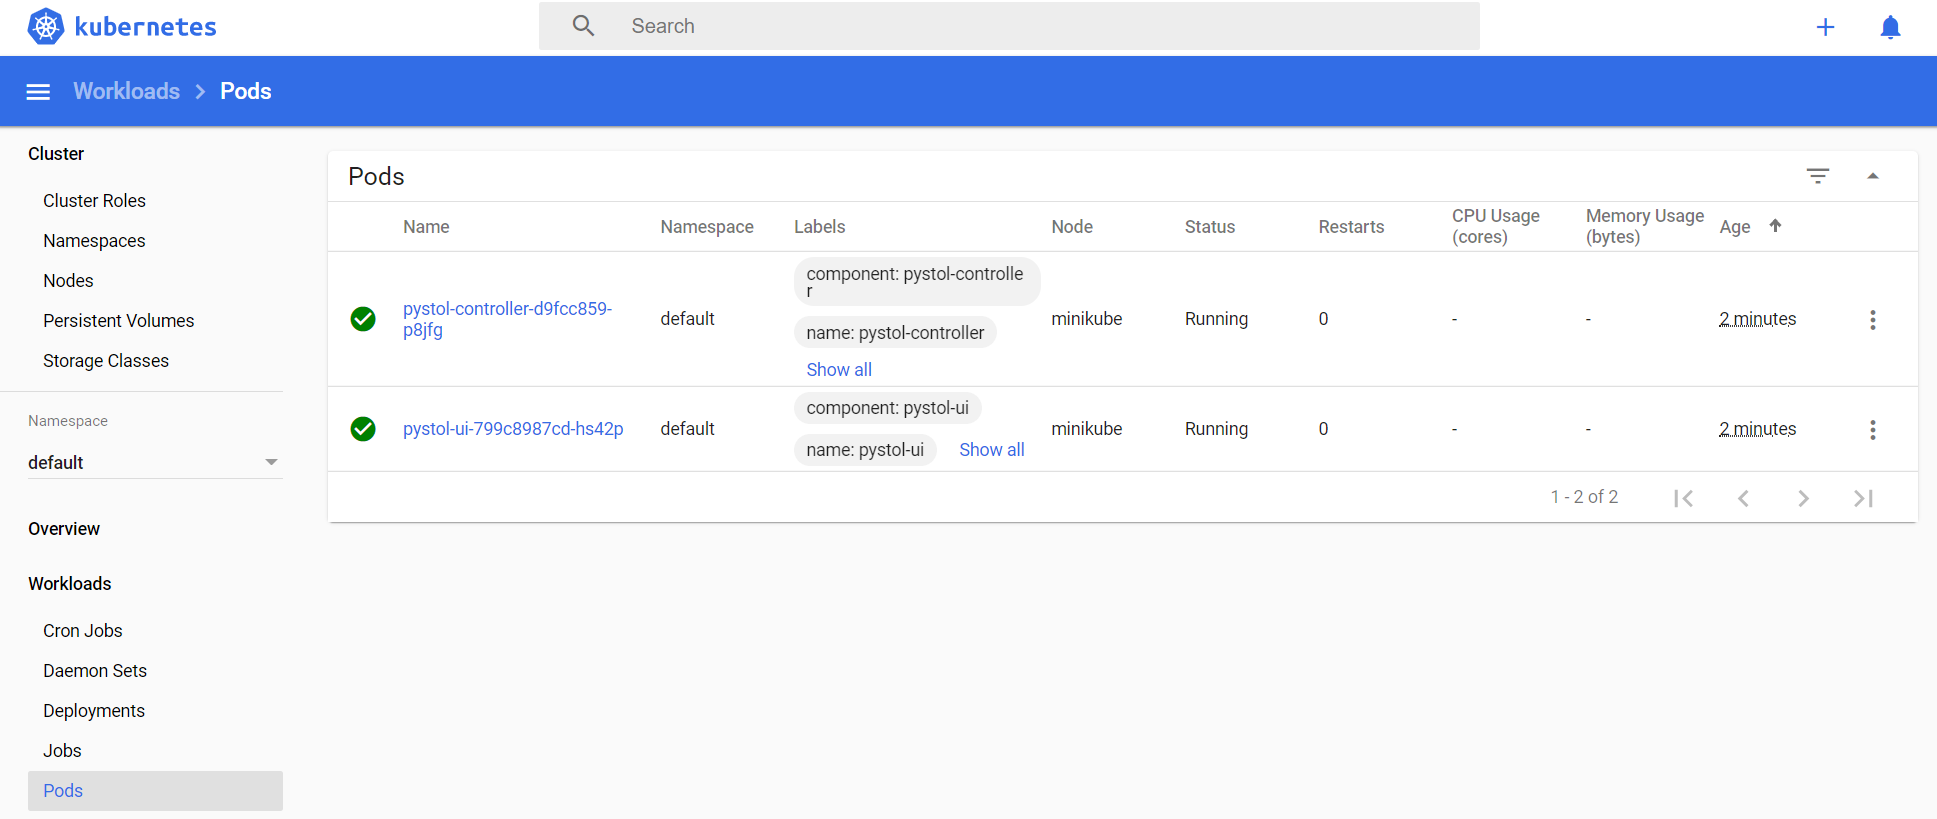 kubernetes
Search
Workloads > Pods
Cluster
Cluster Roles
Namespaces
Nodes
Persistent Volumes
Storage Classes
Namespace
default
Overview
Workloads
Cron Jobs
Daemon Sets
Deployments
Jobs
Pods
Pods
Name Namespace Labels Node Status Restarts CPU Usage (cores) Memory Usage (bytes) Age
component: pystol-controlle
r
pystol-controller-d9fcc859-
p8jfg
default
name: pystol-controller
Show all
minikube Running 0 - - 2 minutes
pystol-ui-799c8987cd-hs42p default
component: pystol-ui
name: pystol-ui Show all
minikube Running 0 - - 2 minutes
1 - 2 of 2